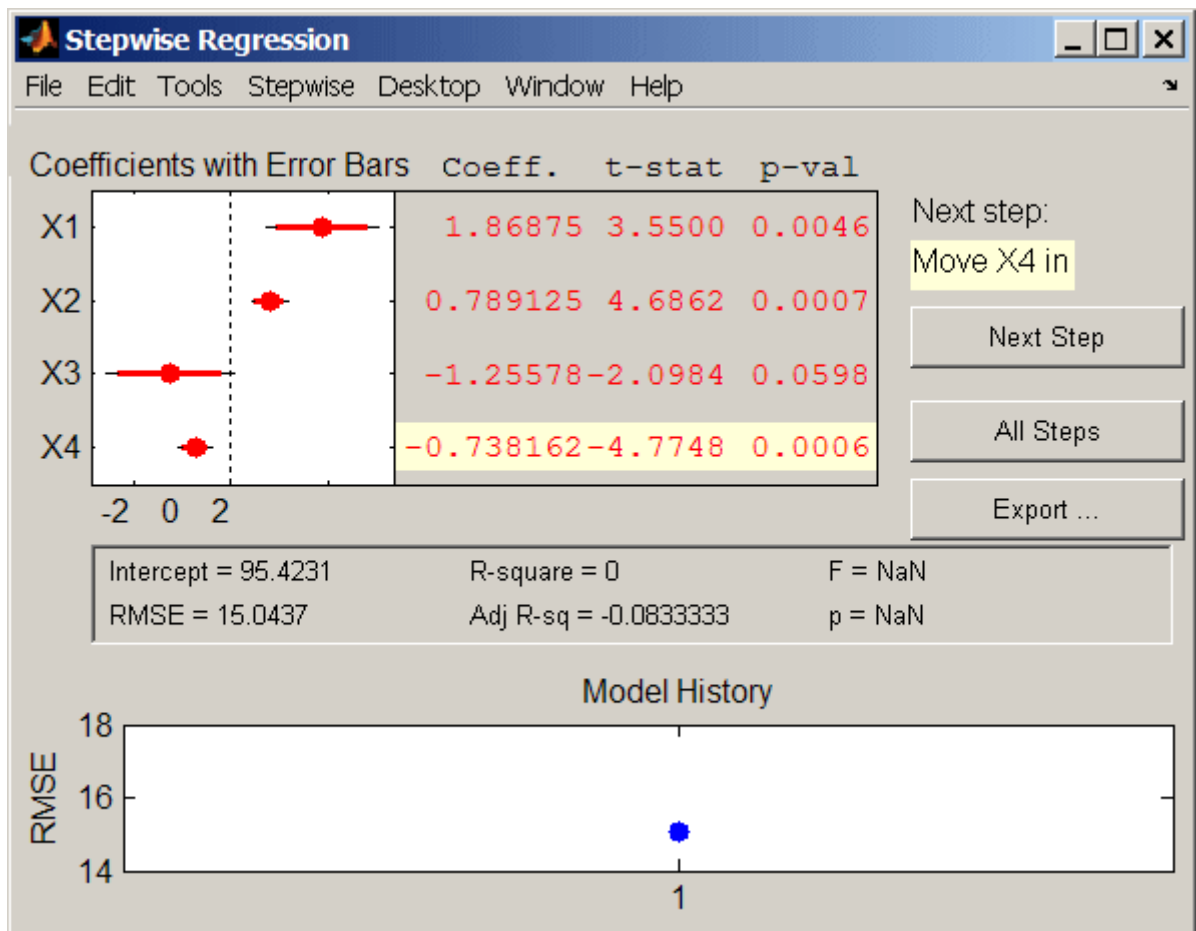 Stepwise Regression
File Edit Tools Stepwise Desktop Window Help
Coefficients with Error Bars Coeff. t-stat p-val
X1 1.86875 3.5500 0.0046
X2 0.789125 4.6862 0.0007
X3 -1.25578 -2.0984 0.0598
X4 -0.738162 -4.7748 0.0006
-2 0 2
Next step:
Move X4 in
Next Step
All Steps
Export ...
Intercept = 95.4231 R-square = 0 F = NaN
RMSE = 15.0437 Adj R-sq = -0.0833333 p = NaN
Model History
RMSE
18
16
14
1